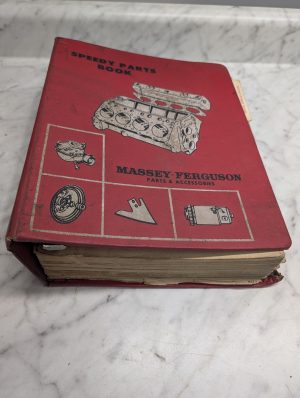 SPEEDY PARTS
BOOK
MASSEY-FERGUSON
PARTS & ACCESSORIES